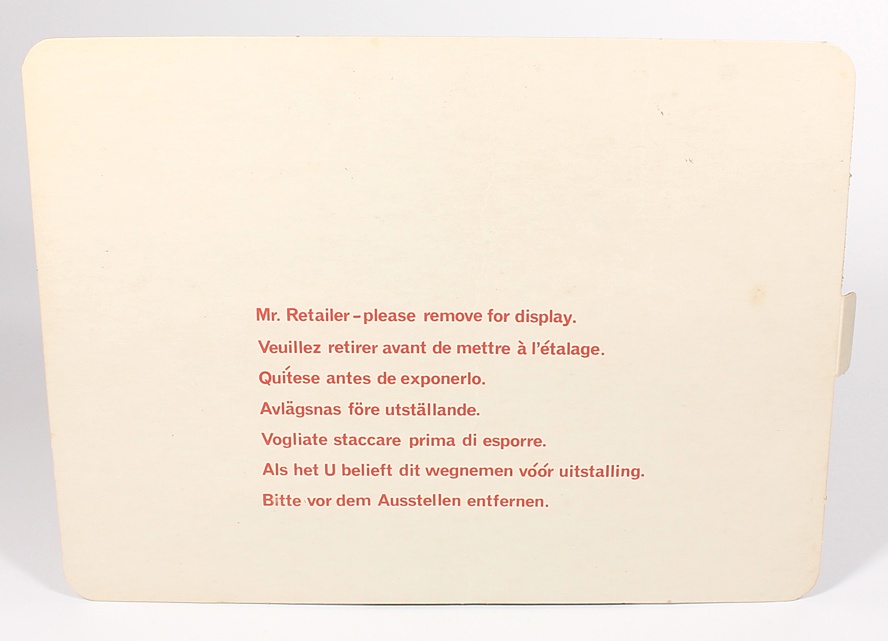 Mr. Retailer – please remove for display.
Veuillez retirer avant de mettre à l'étalage.
Quítese antes de exponerlo.
Avlägsnas före utställande.
Vogliate staccare prima di esporre.
Als het U belieft dit wegnemen vóór uitstalling.
Bitte vor dem Ausstellen entfernen.